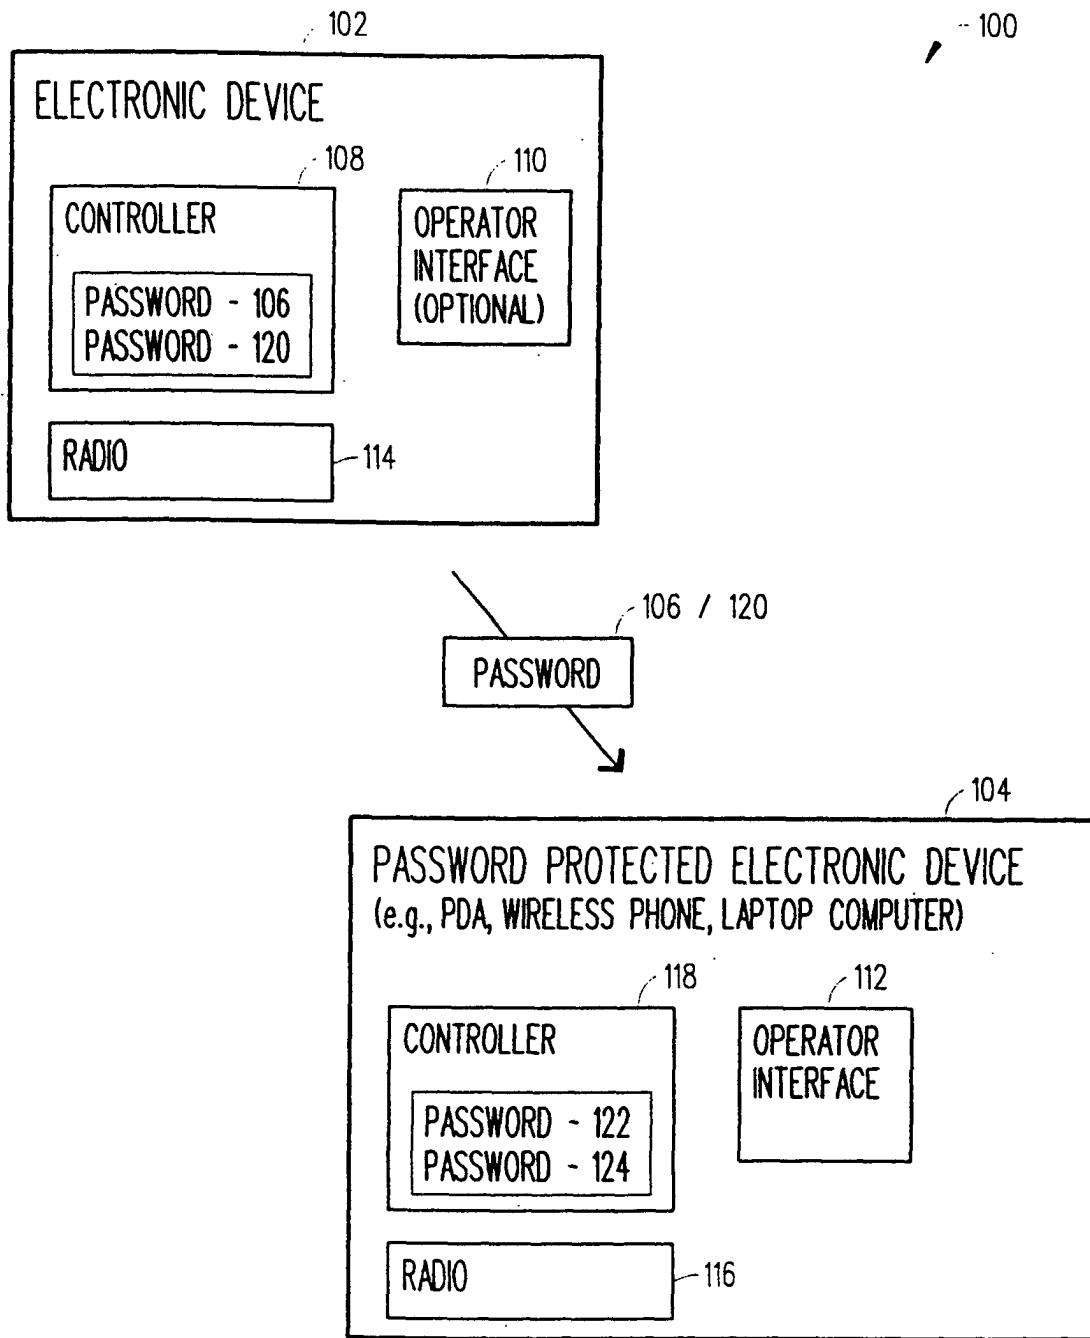 102
100
ELECTRONIC DEVICE
108
110
CONTROLLER
OPERATOR
INTERFACE
(OPTIONAL)
PASSWORD - 106
PASSWORD - 120
RADIO
114
106 / 120
PASSWORD
104
PASSWORD PROTECTED ELECTRONIC DEVICE
(e.g., PDA, WIRELESS PHONE, LAPTOP COMPUTER)
118
112
CONTROLLER
OPERATOR
INTERFACE
PASSWORD - 122
PASSWORD - 124
RADIO
116